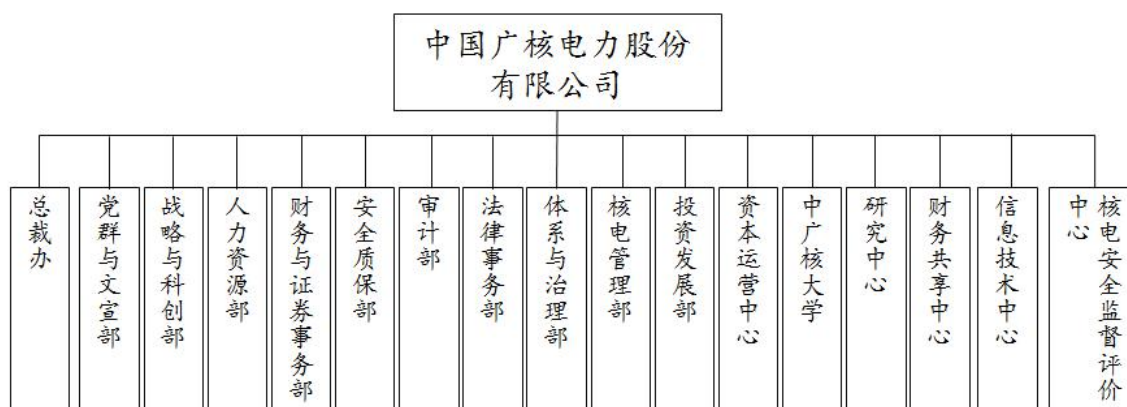 中国广核电力股份
有限公司
总裁办
党群与文宣部
战略与科创部
人力资源部
财务与证券事务部
安全质保部
审计部
法律事务部
体系与治理部
核电管理部
投资发展部
资本运营中心
中广核大学
研究中心
财务共享中心
信息技术中心
核电安全监督评价
中心